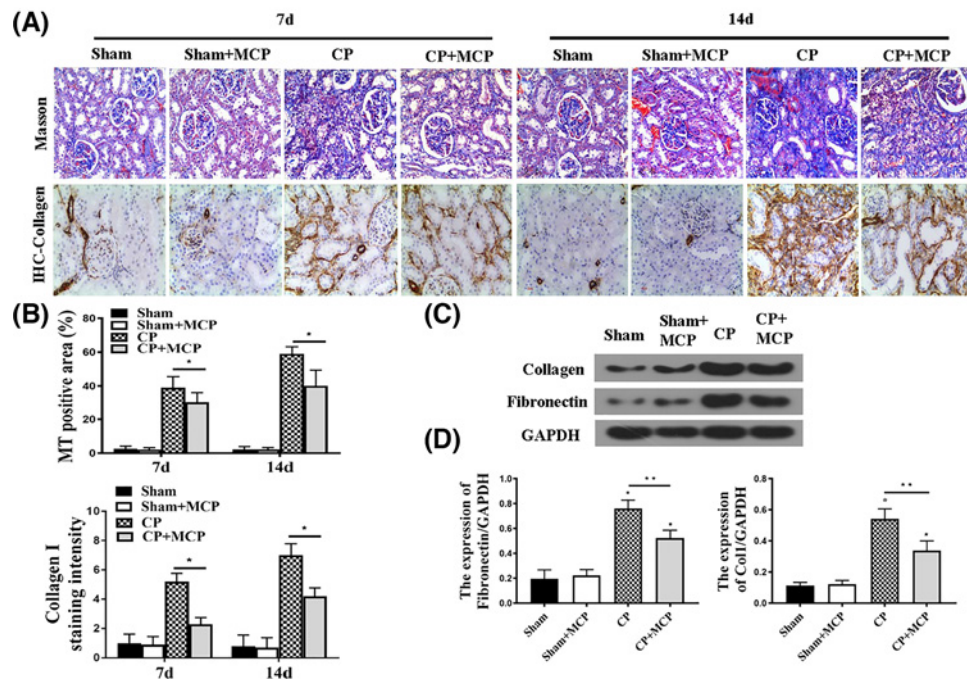 (A)
7d
14d
Sham
Sham+MCP
CP
CP+MCP
Sham
Sham+MCP
CP
CP+MCP
Masson
IHC-Collagen
(B)
MT positive area (%)
80
60
40
20
0
Sham
Sham+MCP
CP
CP+MCP
*
*
7d
14d
Collagen I
staining intensity
10
8
6
4
2
0
Sham
Sham+MCP
CP
CP+MCP
*
*
7d
14d
(C)
Sham
Sham+
MCP
CP
CP+
MCP
Collagen
Fibronectin
GAPDH
(D)
The expression of
Fibronectin/GAPDH
1.0
0.8
0.6
0.4
0.2
0.0
*
**
*
Sham
Sham+MCP
CP
CP+MCP
The expression
of Col1/GAPDH
0.8
0.6
0.4
0.2
0.0
**
*
Sham
Sham+MCP
CP
CP+MCP